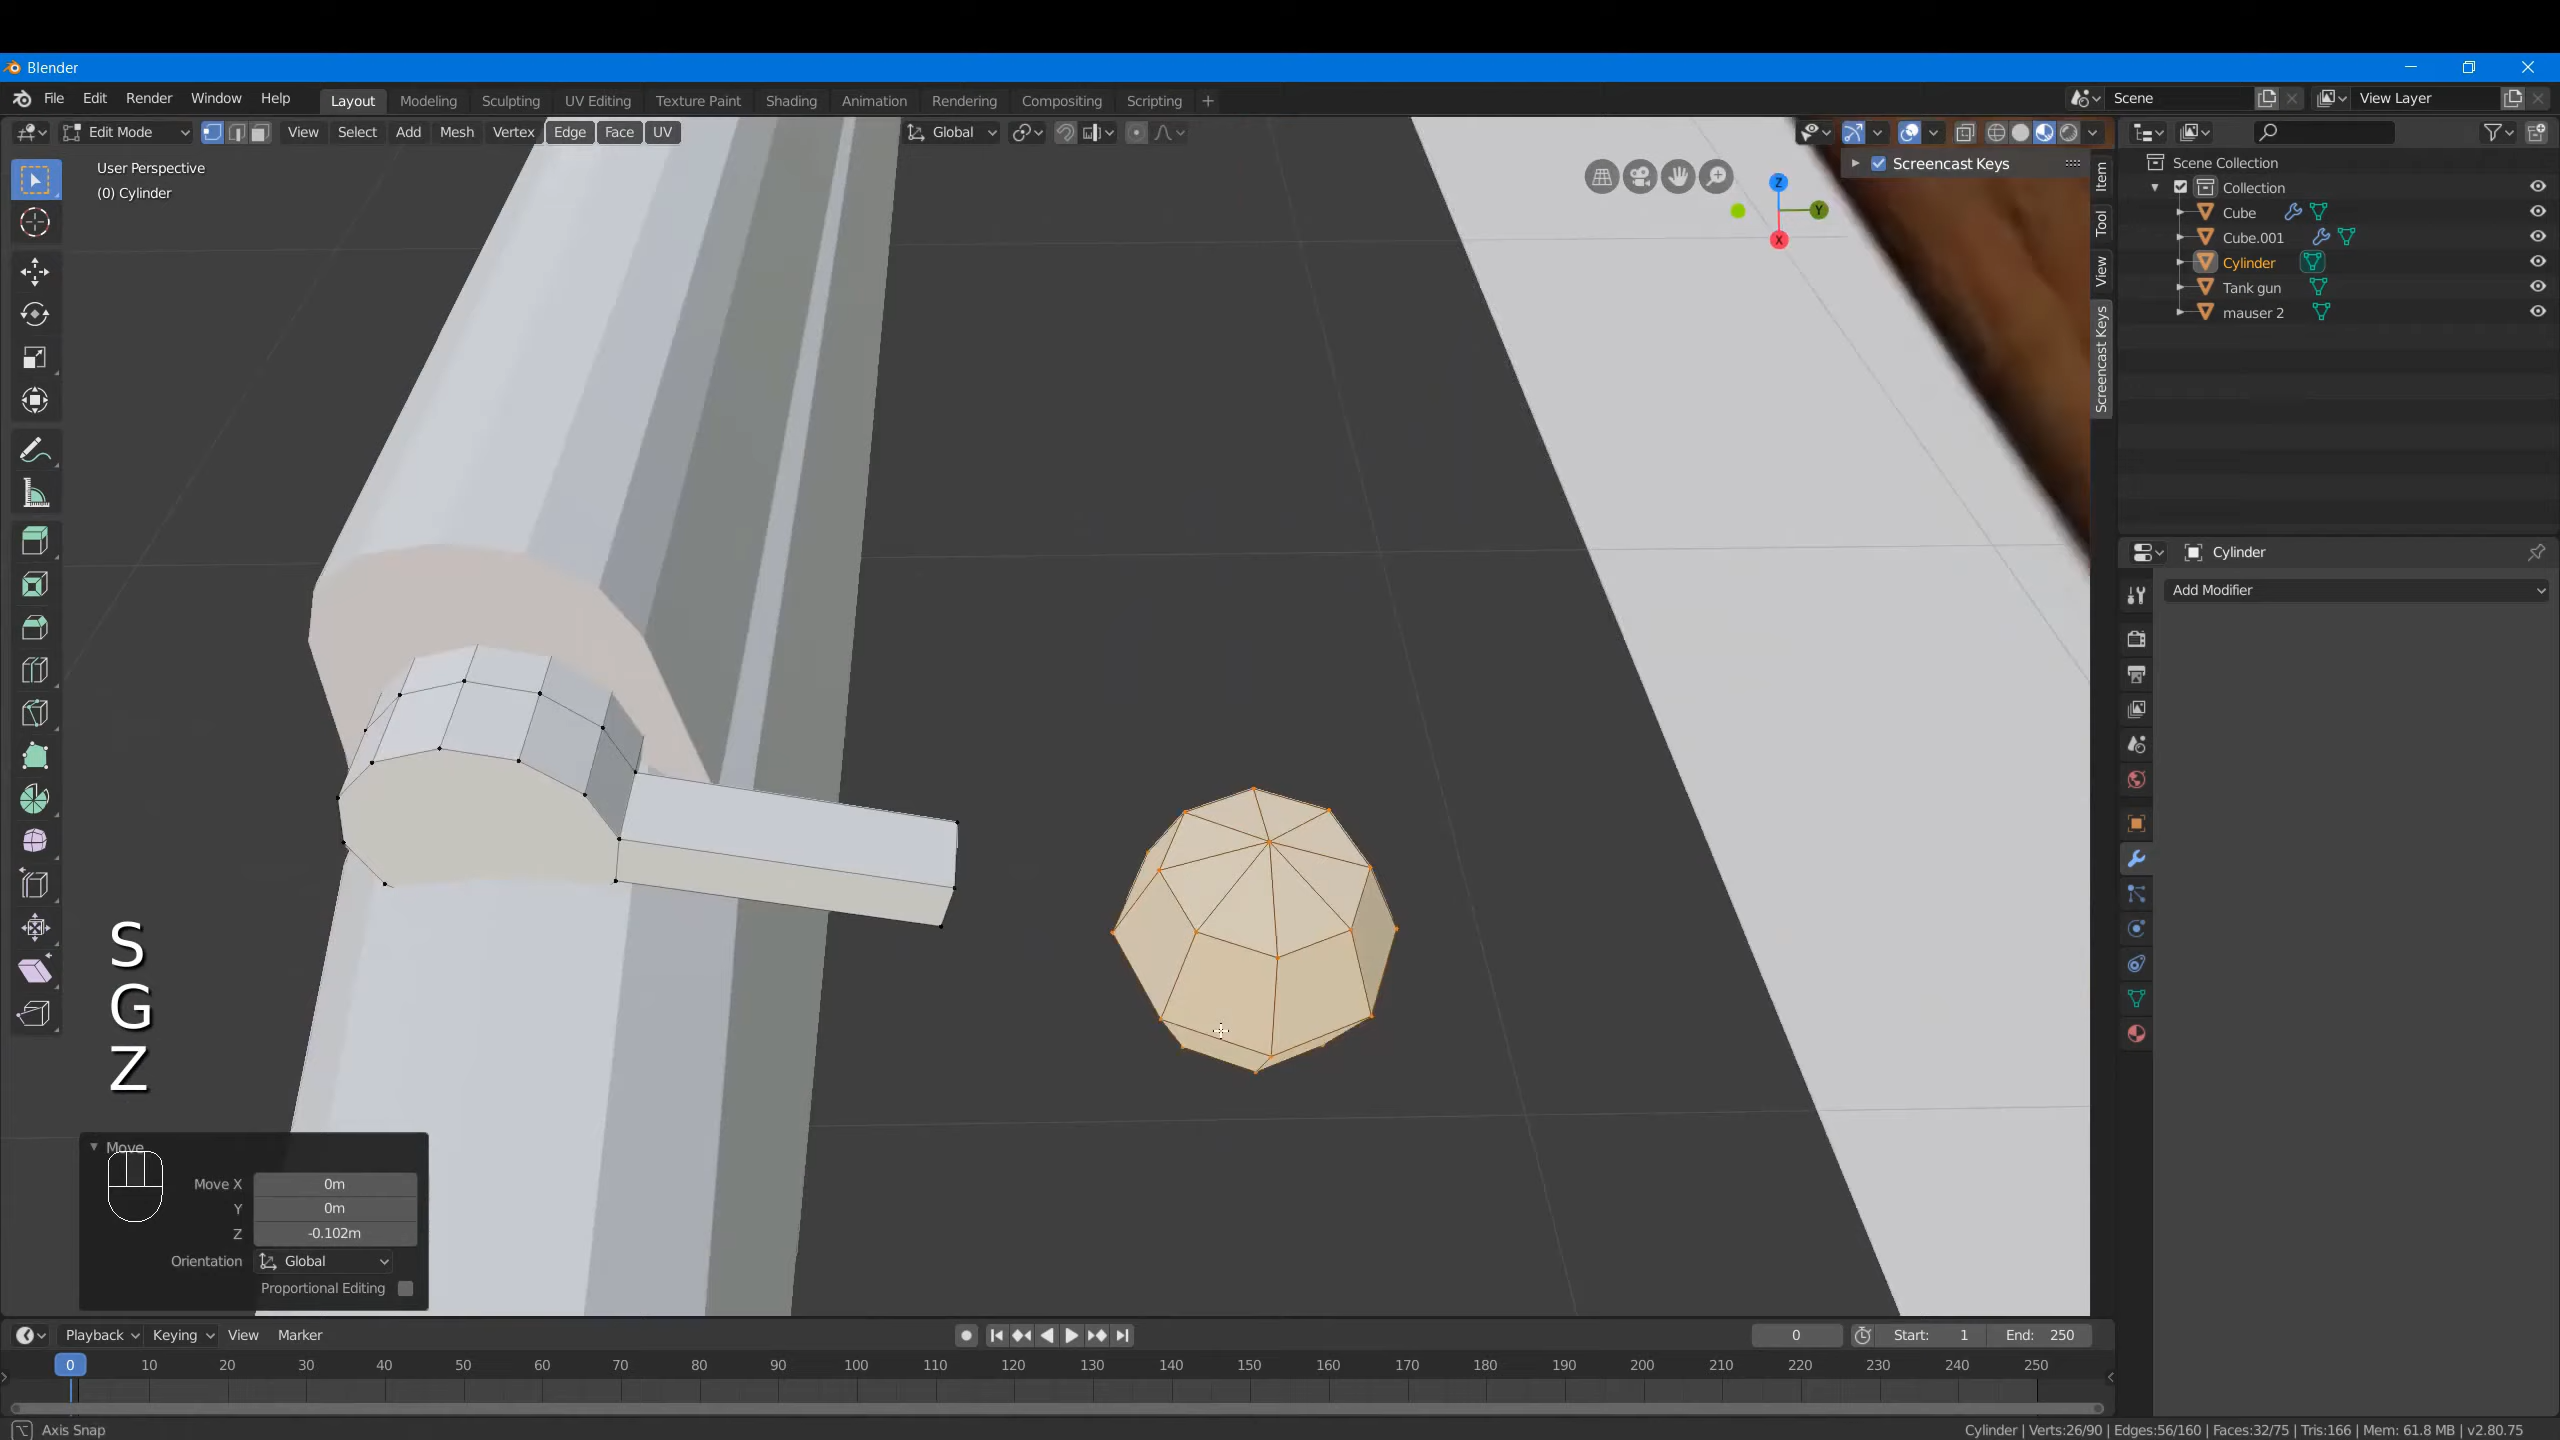 Blender
File Edit Render Window Help Layout Modeling Sculpting UV Editing Texture Paint Shading Animation Rendering Compositing Scripting + Scene View Layer
Edit Mode View Select Add Mesh Vertex Edge Face UV Global
User Perspective
(0) Cylinder
Screencast Keys
Z
Y
X
Item
Tool
View
Screencast Keys
Scene Collection
Collection
Cube
Cube.001
Cylinder
Tank gun
mauser 2
Cylinder
Add Modifier
S
G
Z
Move
Move X 0m
Y 0m
Z -0.102m
Orientation Global
Proportional Editing
Playback Keying View Marker 0 Start: 1 End: 250
0 10 20 30 40 50 60 70 80 90 100 110 120 130 140 150 160 170 180 190 200 210 220 230 240 250
Axis Snap Cylinder | Verts:26/90 | Edges:56/160 | Faces:32/75 | Tris:166 | Mem: 61.8 MB | v2.80.75